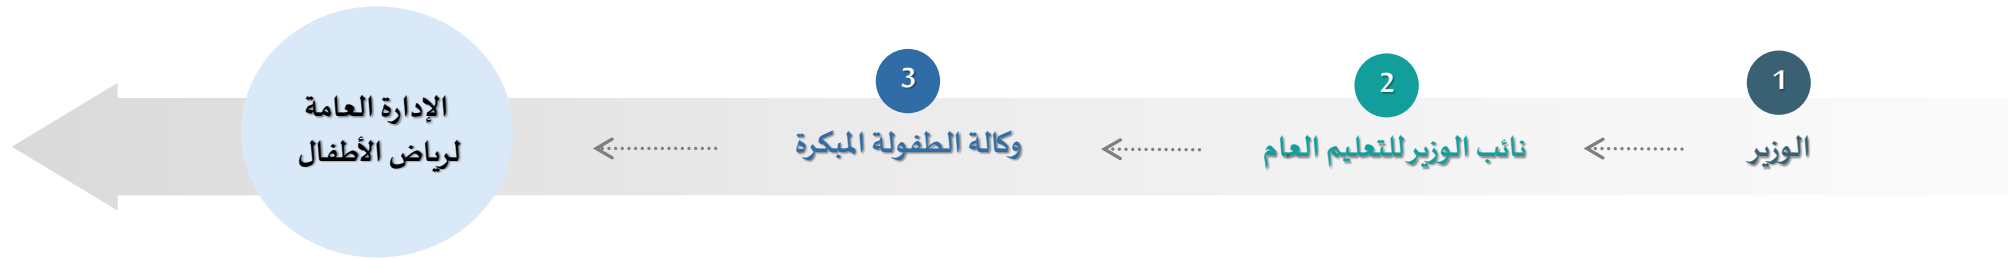 1
الوزير
2
نائب الوزير للتعليم العام
3
وكالة الطفولة المبكرة
الإدارة العامة
لرياض الأطفال